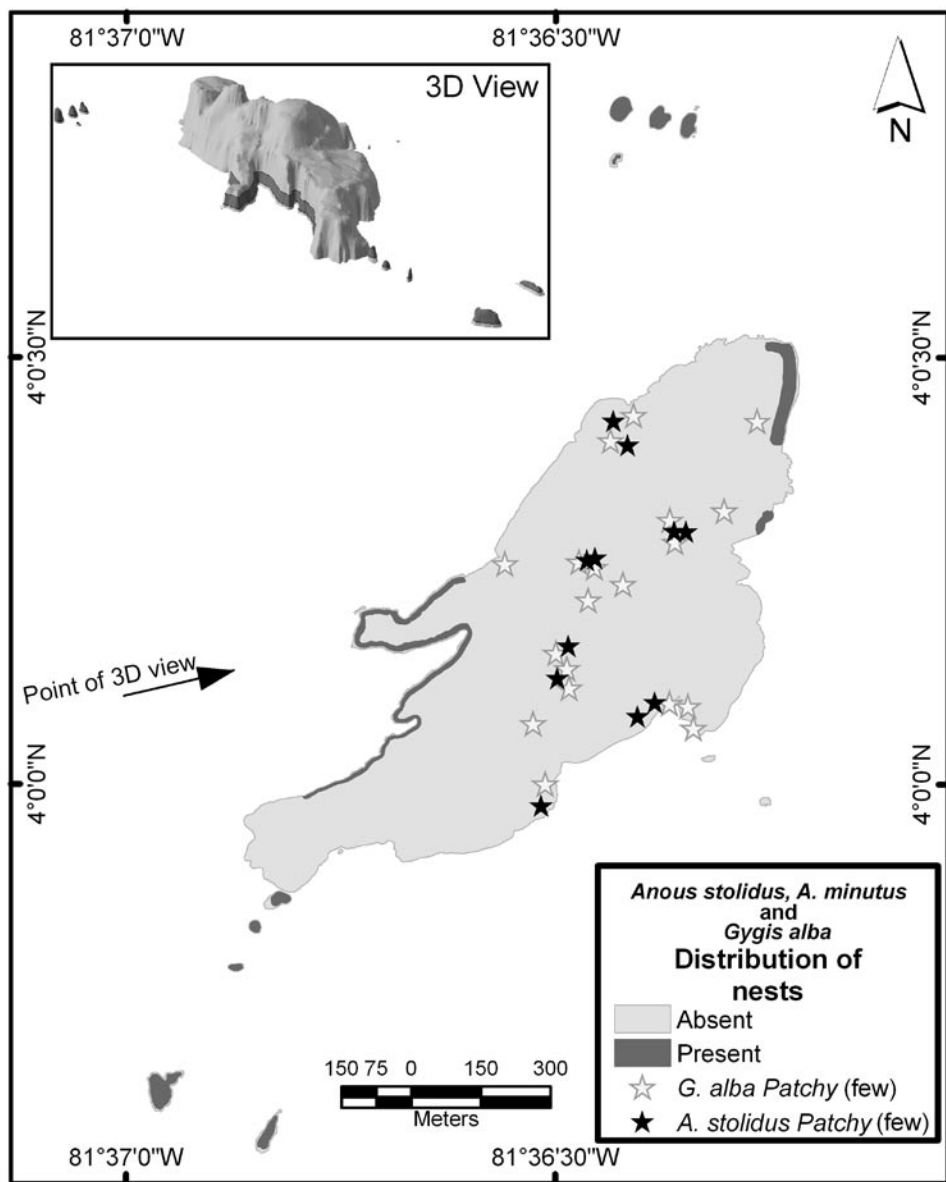 81°37'0"W
81°36'30"W
3D View
N
4°0'30"N
4°0'30"N
Point of 3D view
4°0'0"N
4°0'0"N
Anous stolidus, A. minutus
and
Gygis alba
Distribution of
nests
Absent
Present
G. alba Patchy (few)
A. stolidus Patchy (few)
150 75 0 150 300
Meters
81°37'0"W
81°36'30"W